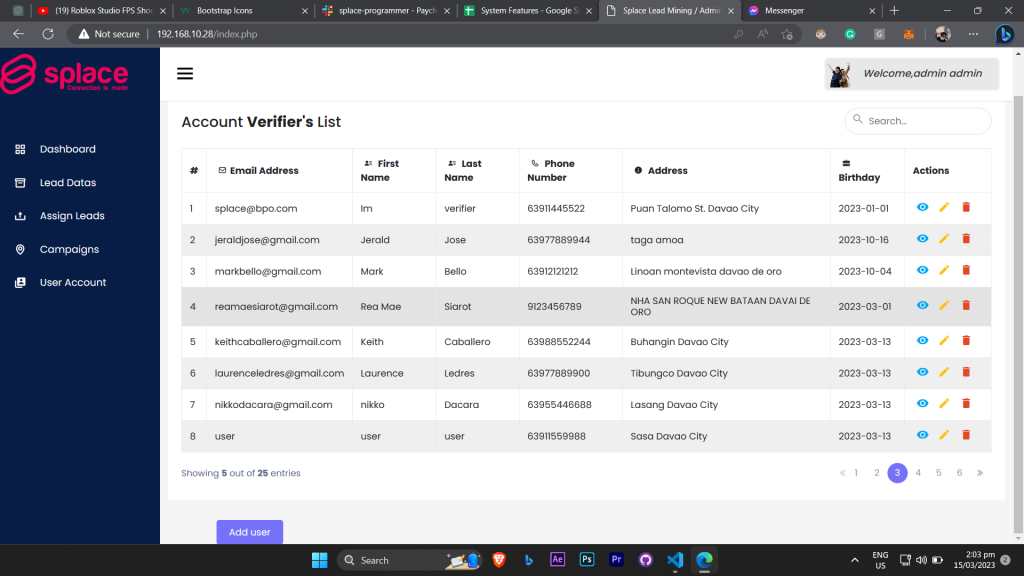 (19) Roblox Studio FPS Sho
Bootstrap Icons
splace-programmer - Paych
System Features - Google S
Splace Lead Mining / Admin
Messenger
Not secure | 192.168.10.28/index.php
splace
Connection is made
Welcome,admin admin
Dashboard
Lead Datas
Assign Leads
Campaigns
User Account
Account Verifier's List
Search...
# Email Address First Name Last Name Phone Number Address Birthday Actions
1 splace@bpo.com Im verifier 63911445522 Puan Talomo St. Davao City 2023-01-01
2 jeraldjose@gmail.com Jerald Jose 63977889944 taga amoa 2023-10-16
3 markbello@gmail.com Mark Bello 63912121212 Linoan montevista davao de oro 2023-10-04
4 reamaesiarot@gmail.com Rea Mae Siarot 9123456789 NHA SAN ROQUE NEW BATAAN DAVAI DE ORO 2023-03-01
5 keithcaballero@gmail.com Keith Caballero 63988552244 Buhangin Davao City 2023-03-13
6 laurenceledres@gmail.com Laurence Ledres 63977889900 Tibungco Davao City 2023-03-13
7 nikkodacara@gmail.com nikko Dacara 63955446688 Lasang Davao City 2023-03-13
8 user user user 63911559988 Sasa Davao City 2023-03-13
Showing 5 out of 25 entries
« 1 2 3 4 5 6 »
Add user
Search
Ae
Ps
Pr
ENG
US
2:03 pm
15/03/2023
2